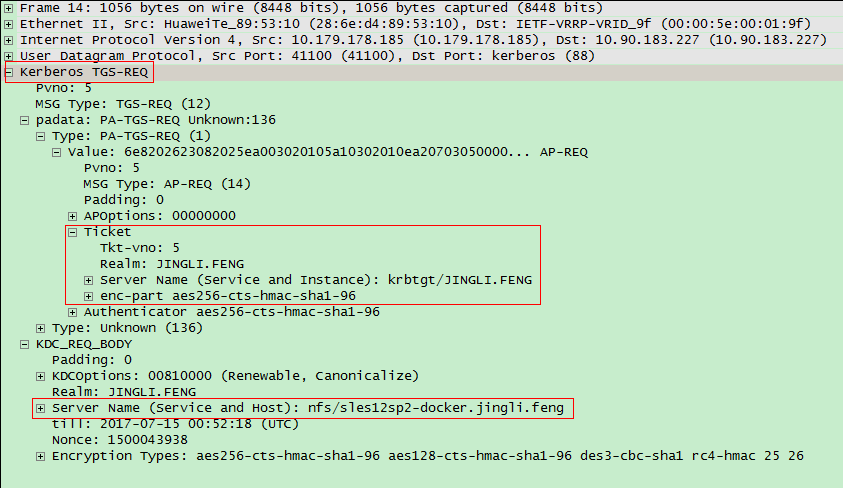 Frame 14: 1056 bytes on wire (8448 bits), 1056 bytes captured (8448 bits)
Ethernet II, Src: HuaweiTe_89:53:10 (28:6e:d4:89:53:10), Dst: IETF-VRRP-VRID_9f (00:00:5e:00:01:9f)
Internet Protocol Version 4, Src: 10.179.178.185 (10.179.178.185), Dst: 10.90.183.227 (10.90.183.227)
User Datagram Protocol, Src Port: 41100 (41100), Dst Port: kerberos (88)
Kerberos TGS-REQ
Pvno: 5
MSG Type: TGS-REQ (12)
padata: PA-TGS-REQ Unknown:136
Type: PA-TGS-REQ (1)
Value: 6e8202623082025ea003020105a10302010ea20703050000... AP-REQ
Pvno: 5
MSG Type: AP-REQ (14)
Padding: 0
APOptions: 00000000
Ticket
Tkt-vno: 5
Realm: JINGLI.FENG
Server Name (Service and Instance): krbtgt/JINGLI.FENG
enc-part aes256-cts-hmac-sha1-96
Authenticator aes256-cts-hmac-sha1-96
Type: Unknown (136)
KDC_REQ_BODY
Padding: 0
KDCOptions: 00810000 (Renewable, Canonicalize)
Realm: JINGLI.FENG
Server Name (Service and Host): nfs/sles12sp2-docker.jingli.feng
till: 2017-07-15 00:52:18 (UTC)
Nonce: 1500043938
Encryption Types: aes256-cts-hmac-sha1-96 aes128-cts-hmac-sha1-96 des3-cbc-sha1 rc4-hmac 25 26